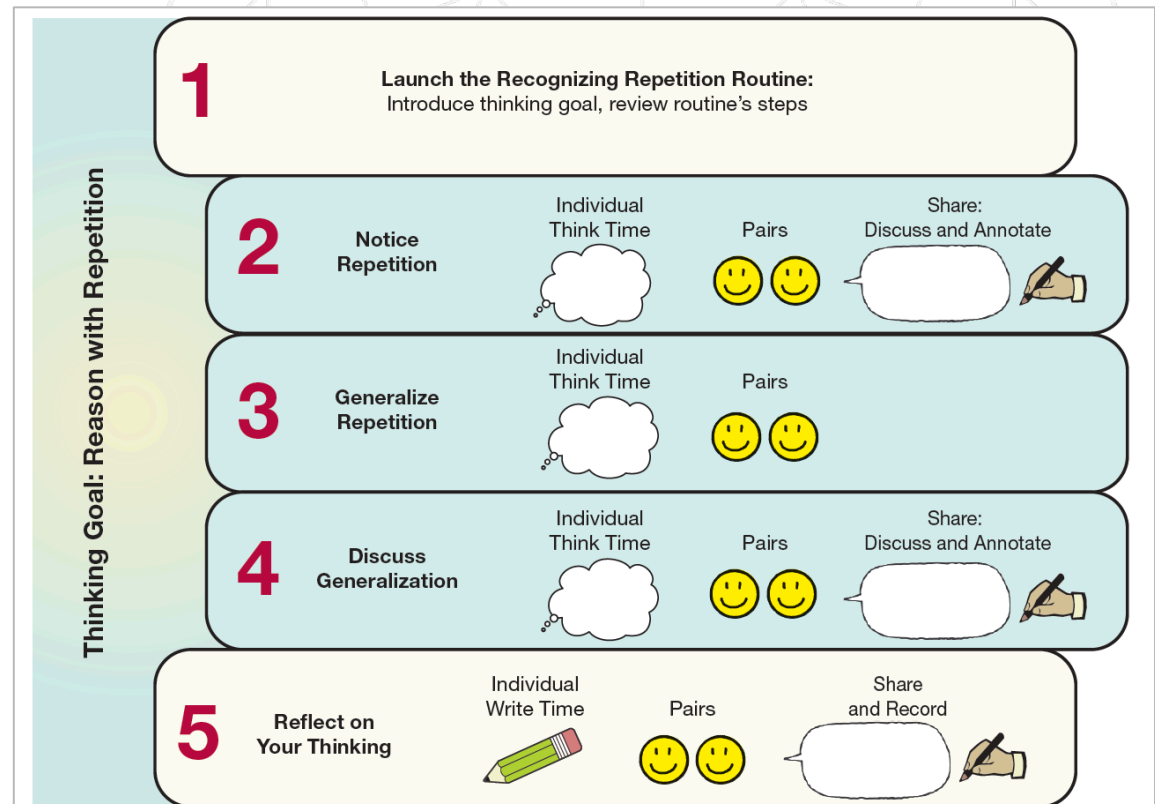 Thinking Goal: Reason with Repetition
1
Launch the Recognizing Repetition Routine:
Introduce thinking goal, review routine's steps
2
Notice
Repetition
Individual
Think Time
Pairs
Share:
Discuss and Annotate
3
Generalize
Repetition
Individual
Think Time
Pairs
4
Discuss
Generalization
Individual
Think Time
Pairs
Share:
Discuss and Annotate
5
Reflect on
Your Thinking
Individual
Write Time
Pairs
Share
and Record